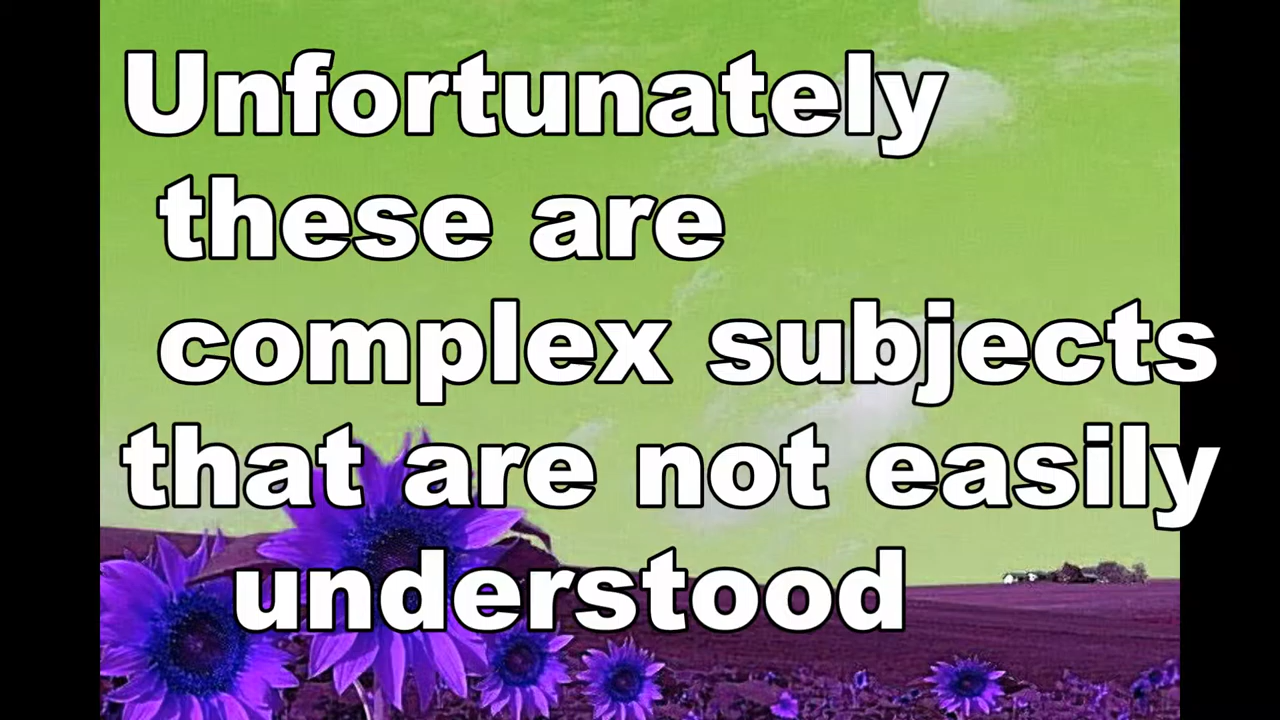 Unfortunately
these are
complex subjects
that are not easily
understood